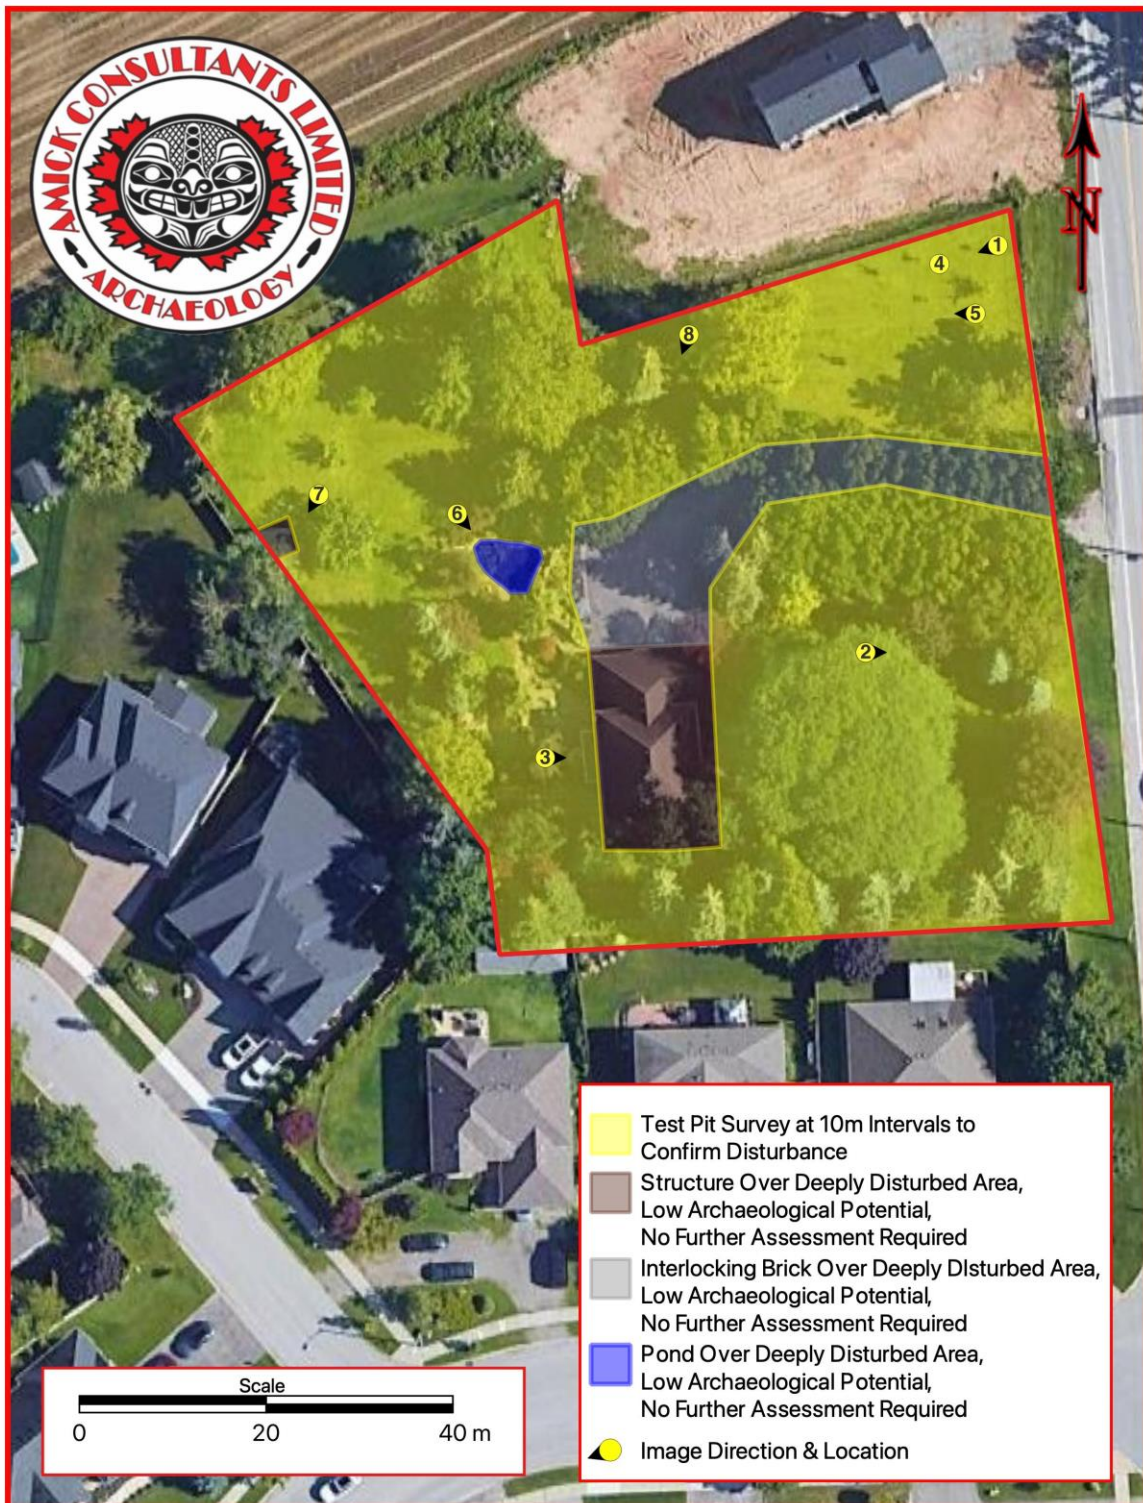 AMICK CONSULTANTS LIMITED
ARCHAEOLOGY
N
1
4
5
8
7
6
2
3
Test Pit Survey at 10m Intervals to
Confirm Disturbance
Structure Over Deeply Disturbed Area,
Low Archaeological Potential,
No Further Assessment Required
Interlocking Brick Over Deeply DIsturbed Area,
Low Archaeological Potential,
No Further Assessment Required
Pond Over Deeply Disturbed Area,
Low Archaeological Potential,
No Further Assessment Required
Image Direction & Location
Scale
0 20 40 m